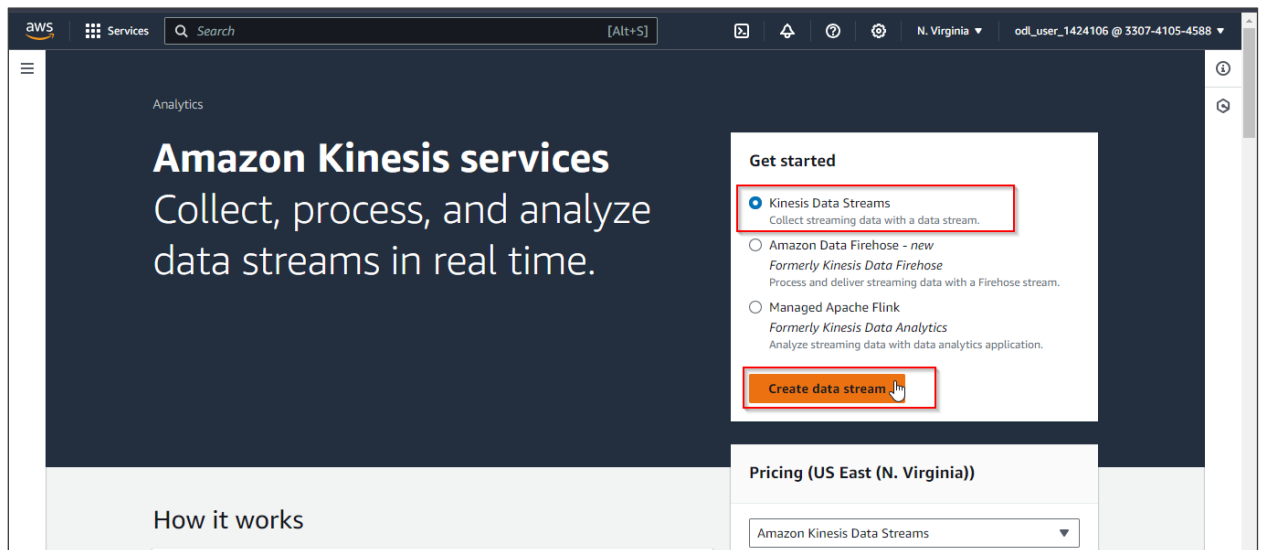 aws
Services
Search
[Alt+S]
N. Virginia
odl_user_1424106 @ 3307-4105-4588
Analytics
Amazon Kinesis services
Collect, process, and analyze
data streams in real time.
Get started
Kinesis Data Streams
Collect streaming data with a data stream.
Amazon Data Firehose - new
Formerly Kinesis Data Firehose
Process and deliver streaming data with a Firehose stream.
Managed Apache Flink
Formerly Kinesis Data Analytics
Analyze streaming data with data analytics application.
Create data stream
Pricing (US East (N. Virginia))
Amazon Kinesis Data Streams
How it works